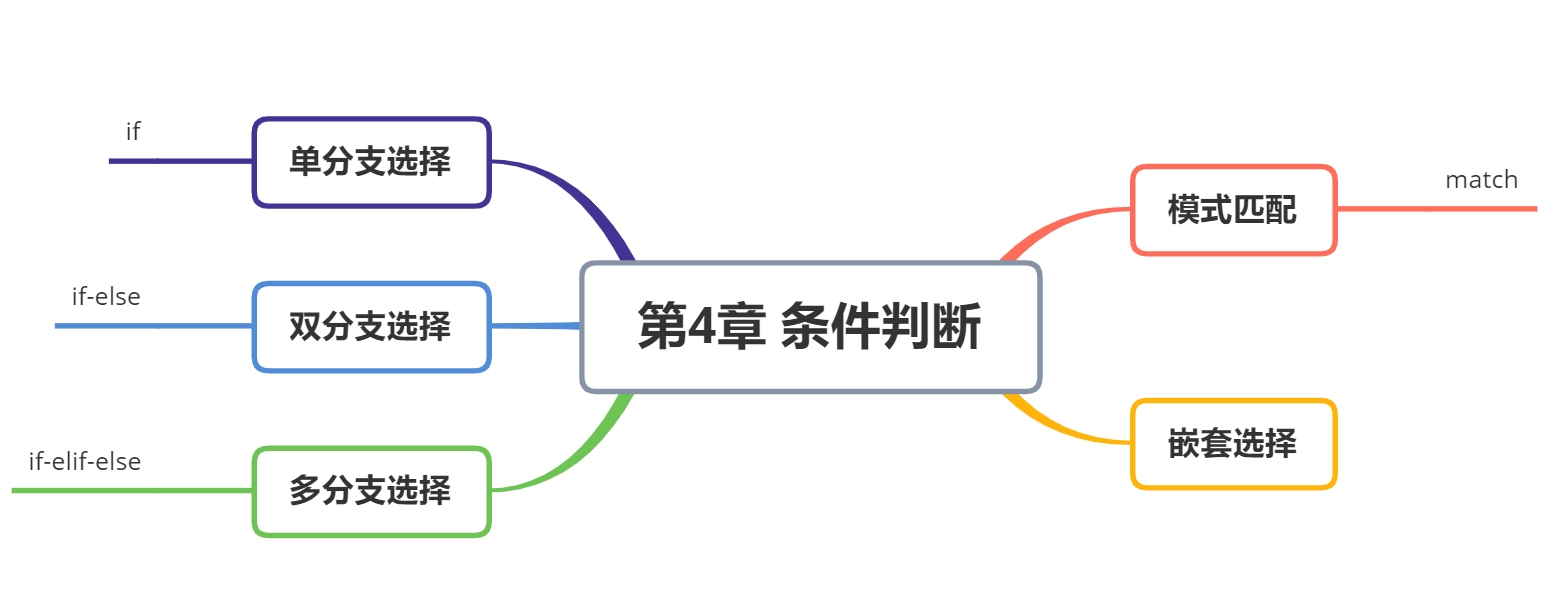 第4章 条件判断
单分支选择
if
双分支选择
if-else
多分支选择
if-elif-else
模式匹配
match
嵌套选择